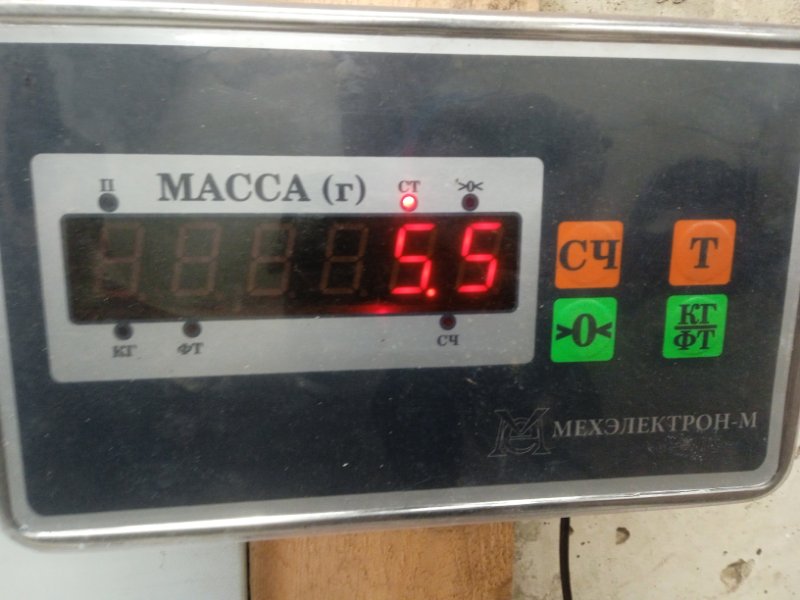 П МАССА (г) СТ >0<
5.5
КГ ФТ СЧ
СЧ Т
>0< КГ/ФТ
МЕХЭЛЕКТРОН-М